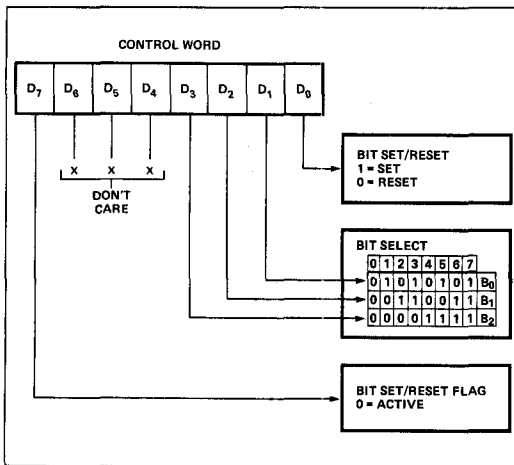 CONTROL WORD
D7 D6 D5 D4 D3 D2 D1 D0
X X X
DON'T
CARE
BIT SET/RESET
1 = SET
0 = RESET
BIT SELECT
0 1 2 3 4 5 6 7
0 1 0 1 0 1 0 1 B0
0 0 1 1 0 0 1 1 B1
0 0 0 0 1 1 1 1 B2
BIT SET/RESET FLAG
0 = ACTIVE